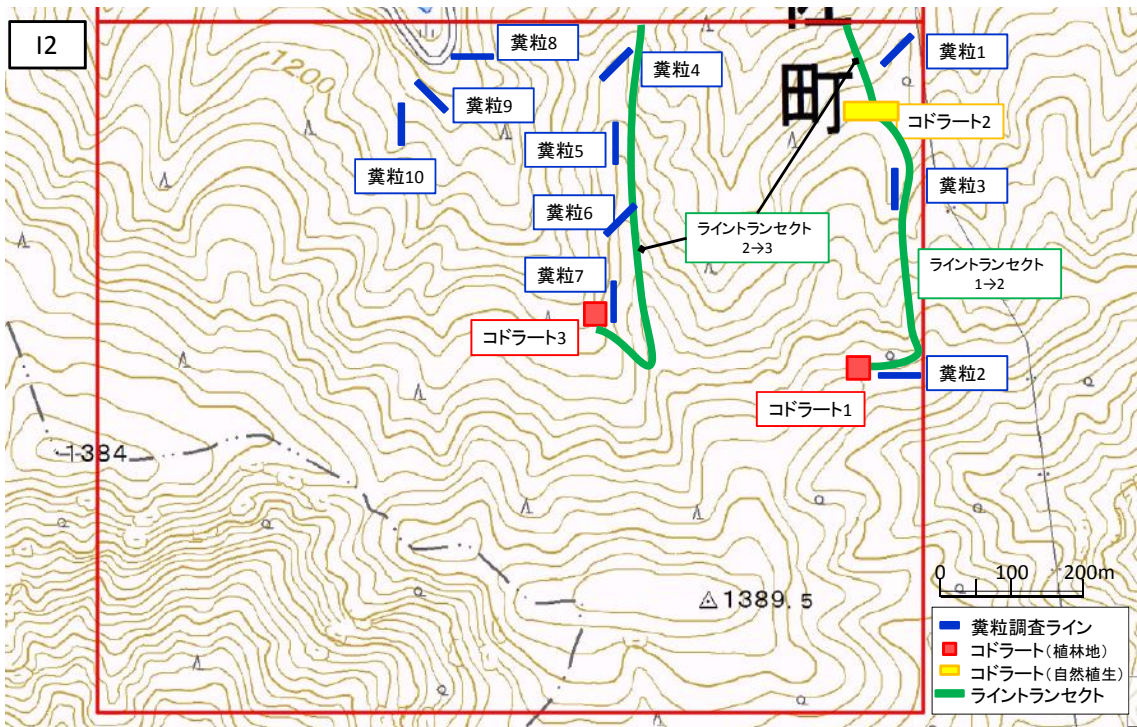 I2
1200
糞粒8
糞粒9
糞粒10
糞粒4
糞粒5
糞粒6
糞粒7
コドラート3
町
糞粒1
コドラート2
糞粒3
ライントランセクト
2→3
ライントランセクト
1→2
糞粒2
コドラート1
1384
1389.5
0 100 200m
糞粒調査ライン
コドラート(植林地)
コドラート(自然植生)
ライントランセクト